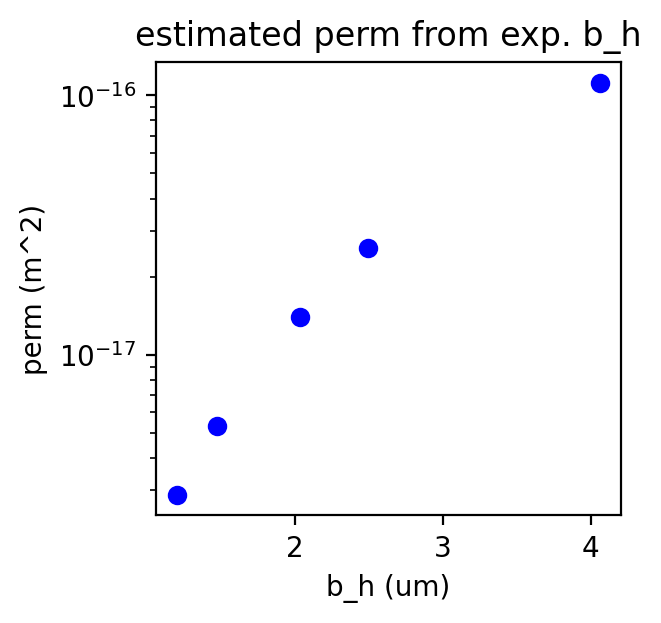 estimated perm from exp. b_h
10⁻¹⁶
10⁻¹⁷
perm (m^2)
2 3 4
b_h (um)